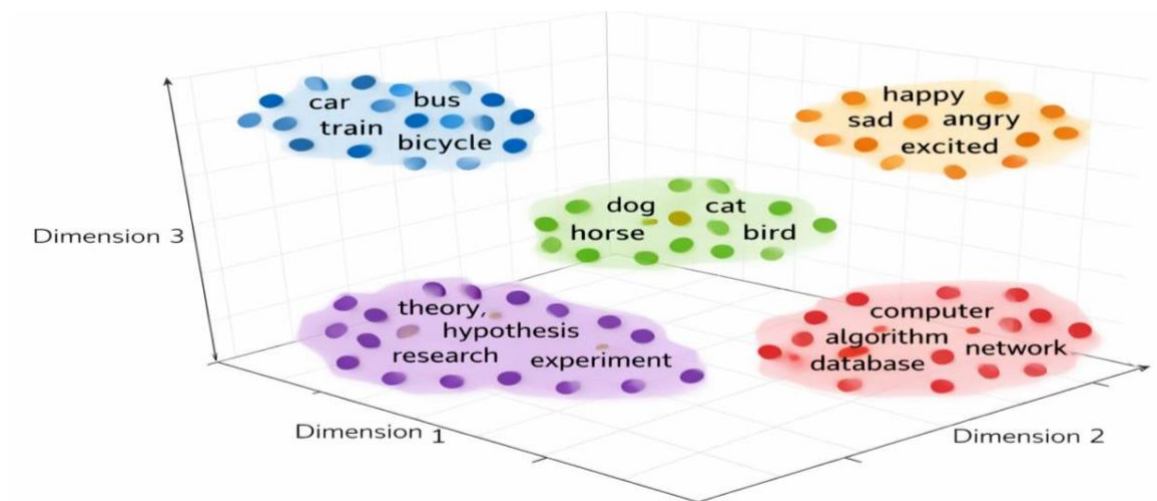 car bus
train
bicycle
happy
sad angry
excited
dog cat
horse bird
Dimension 3
theory,
hypothesis
research experiment
computer
algorithm network
database
Dimension 1
Dimension 2